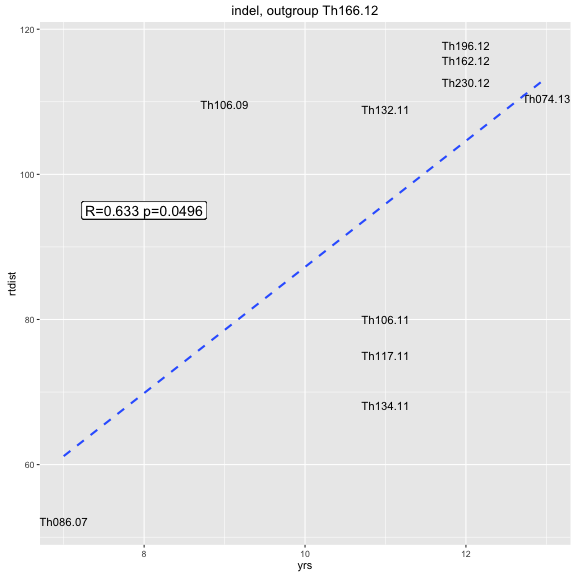 indel, outgroup Th166.12
120
Th196.12
Th162.12
Th230.12
Th074.13
Th106.09
Th132.11
100
R=0.633 p=0.0496
rtdist
80
Th106.11
Th117.11
Th134.11
60
Th086.07
8
10
12
yrs